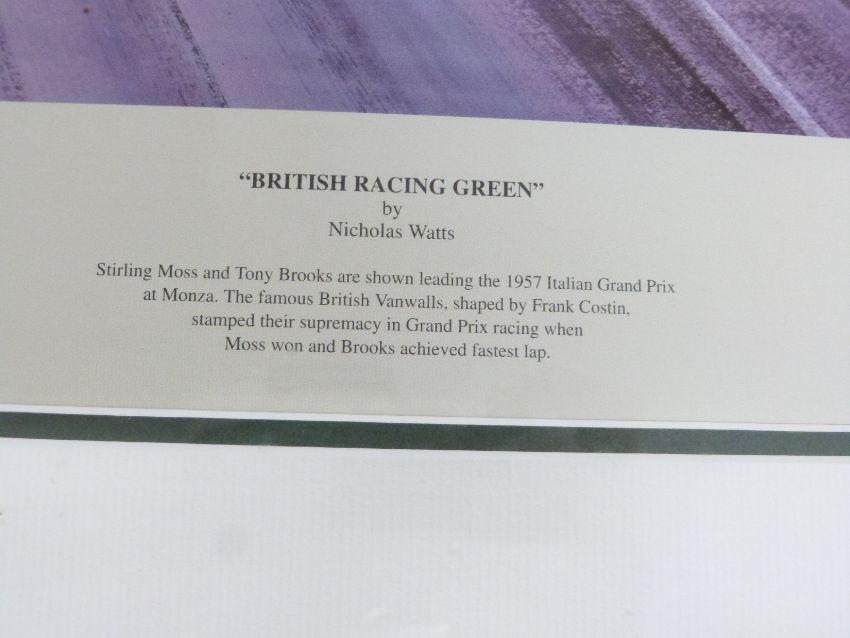 “BRITISH RACING GREEN”
by
Nicholas Watts
Stirling Moss and Tony Brooks are shown leading the 1957 Italian Grand Prix
at Monza. The famous British Vanwalls, shaped by Frank Costin,
stamped their supremacy in Grand Prix racing when
Moss won and Brooks achieved fastest lap.